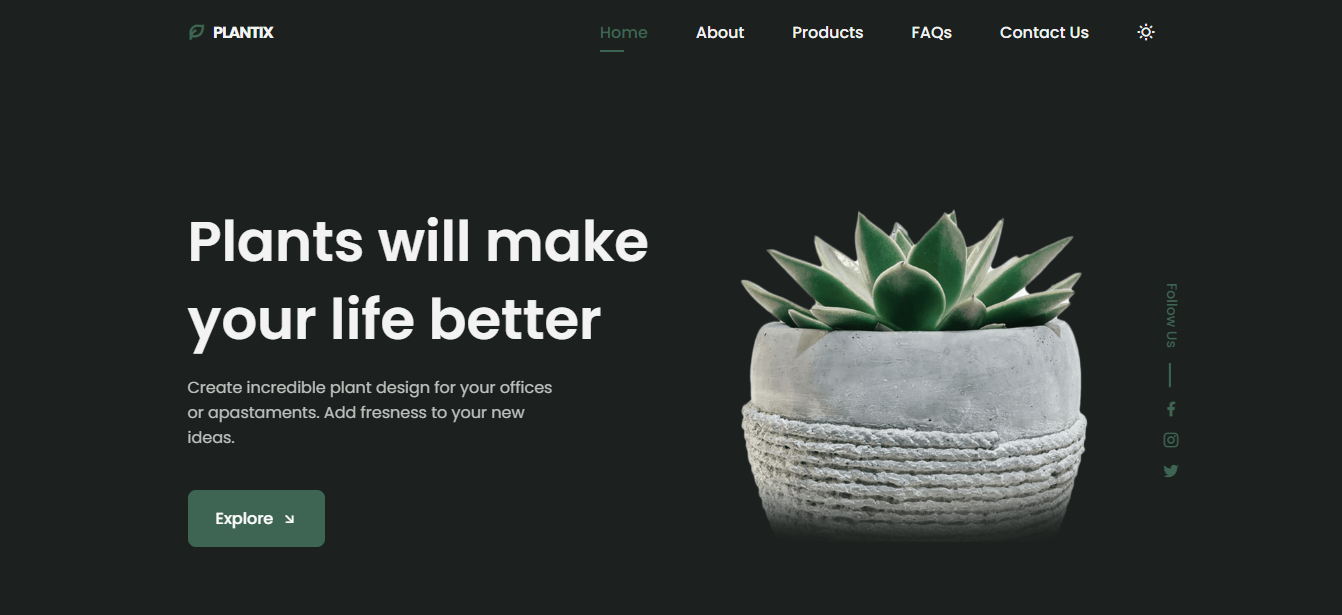 PLANTIX
Home
About
Products
FAQs
Contact Us
Plants will make
your life better
Create incredible plant design for your offices
or apastaments. Add fresness to your new
ideas.
Explore
Follow Us